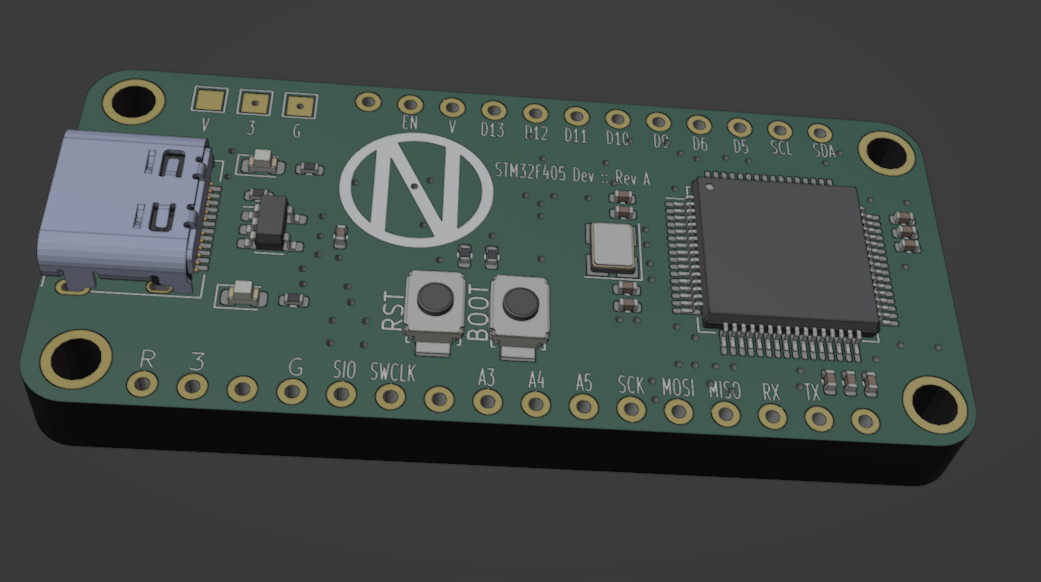 V 3 G
EN V D13 D12 D11 D10 D9 D6 D5 SCL SDA
STM32F405 Dev :: Rev A
RST
BOOT
R 3 G SIO SWCLK A3 A4 A5 SCK MOSI MISO RX TX